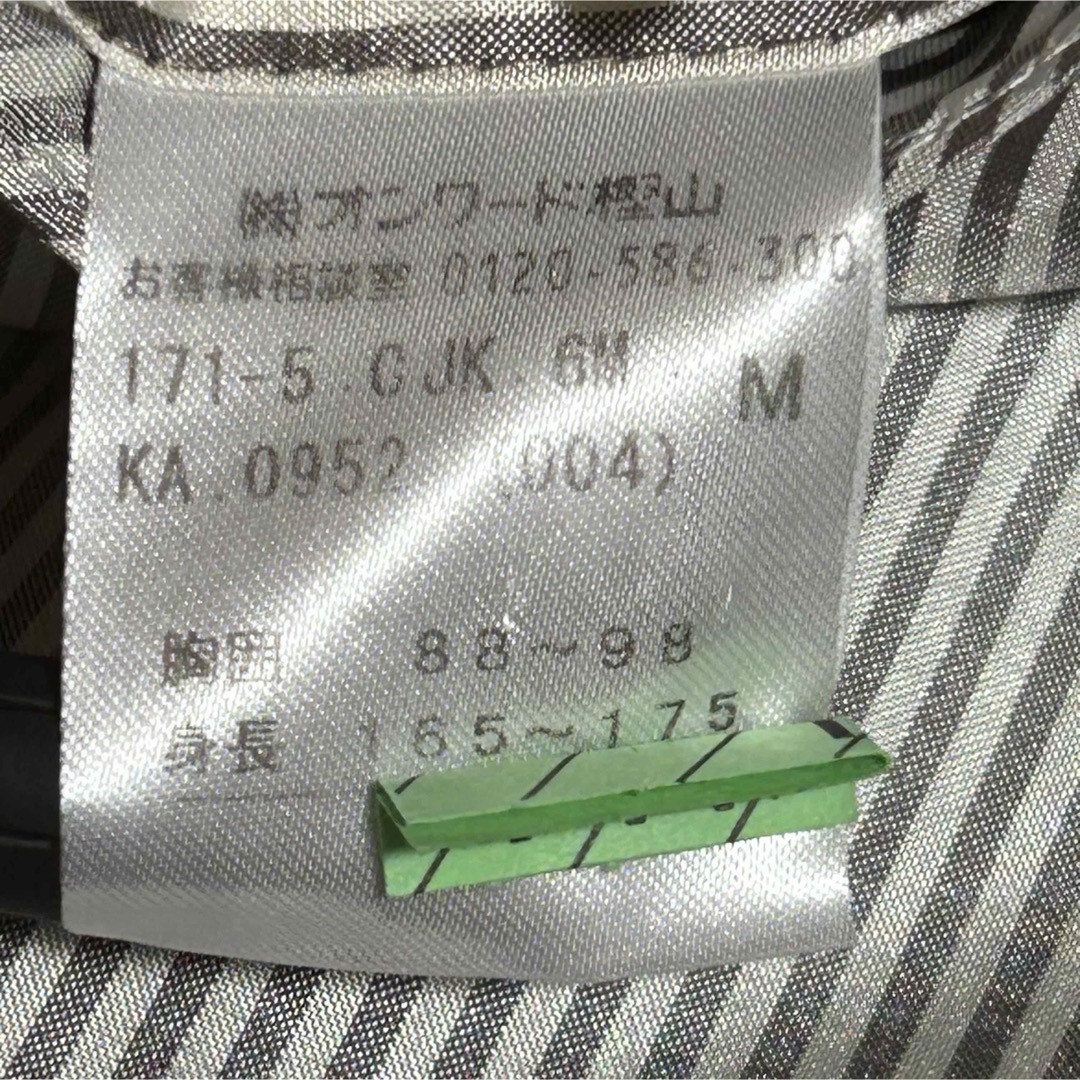 ㈱オンワード樫山
お客様相談室 0120-586-300
171-5.GJK.6W. M
KA.0952 (004)
胸囲 88~98
身長 165~175